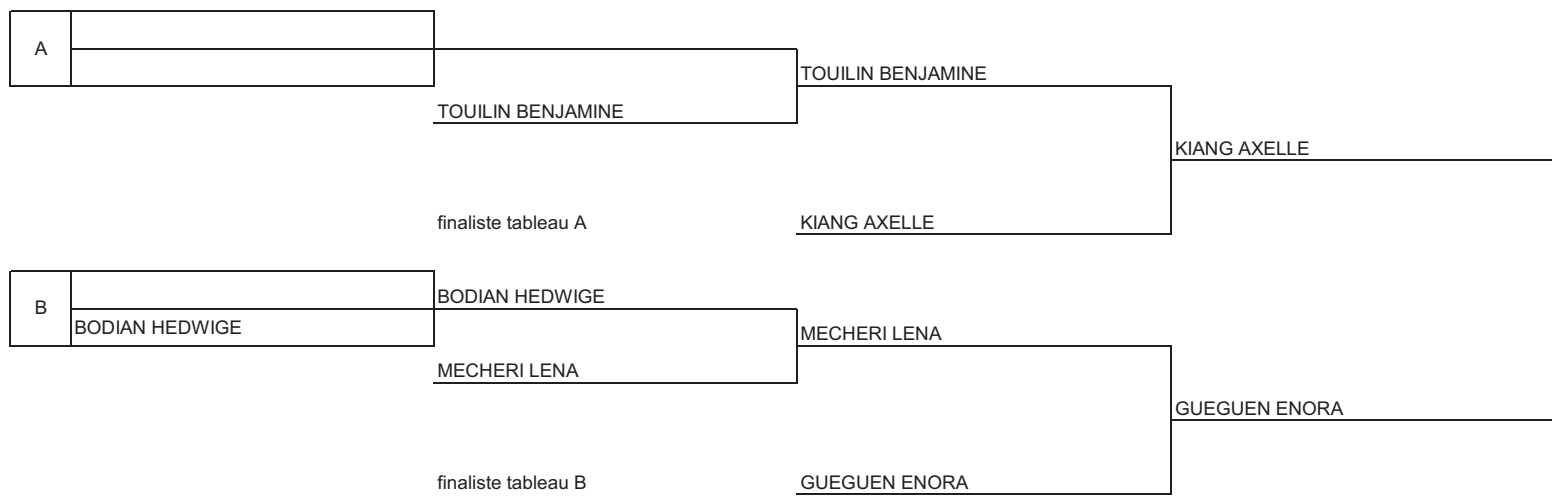 A
TOUILIN BENJAMINE
TOUILIN BENJAMINE
KIANG AXELLE
finaliste tableau A
KIANG AXELLE
B
BODIAN HEDWIGE
BODIAN HEDWIGE
MECHERI LENA
MECHERI LENA
GUEGUEN ENORA
finaliste tableau B
GUEGUEN ENORA